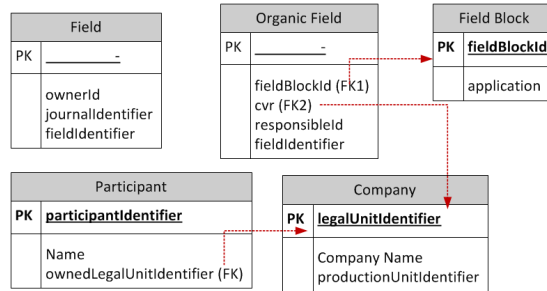 Field
PK -
ownerId
journalIdentifier
fieldIdentifier
Organic Field
PK -
fieldBlockId (FK1)
cvr (FK2)
responsibleId
fieldIdentifier
Field Block
PK fieldBlockId
application
Participant
PK participantIdentifier
Name
ownedLegalUnitIdentifier (FK)
Company
PK legalUnitIdentifier
Company Name
productionUnitIdentifier